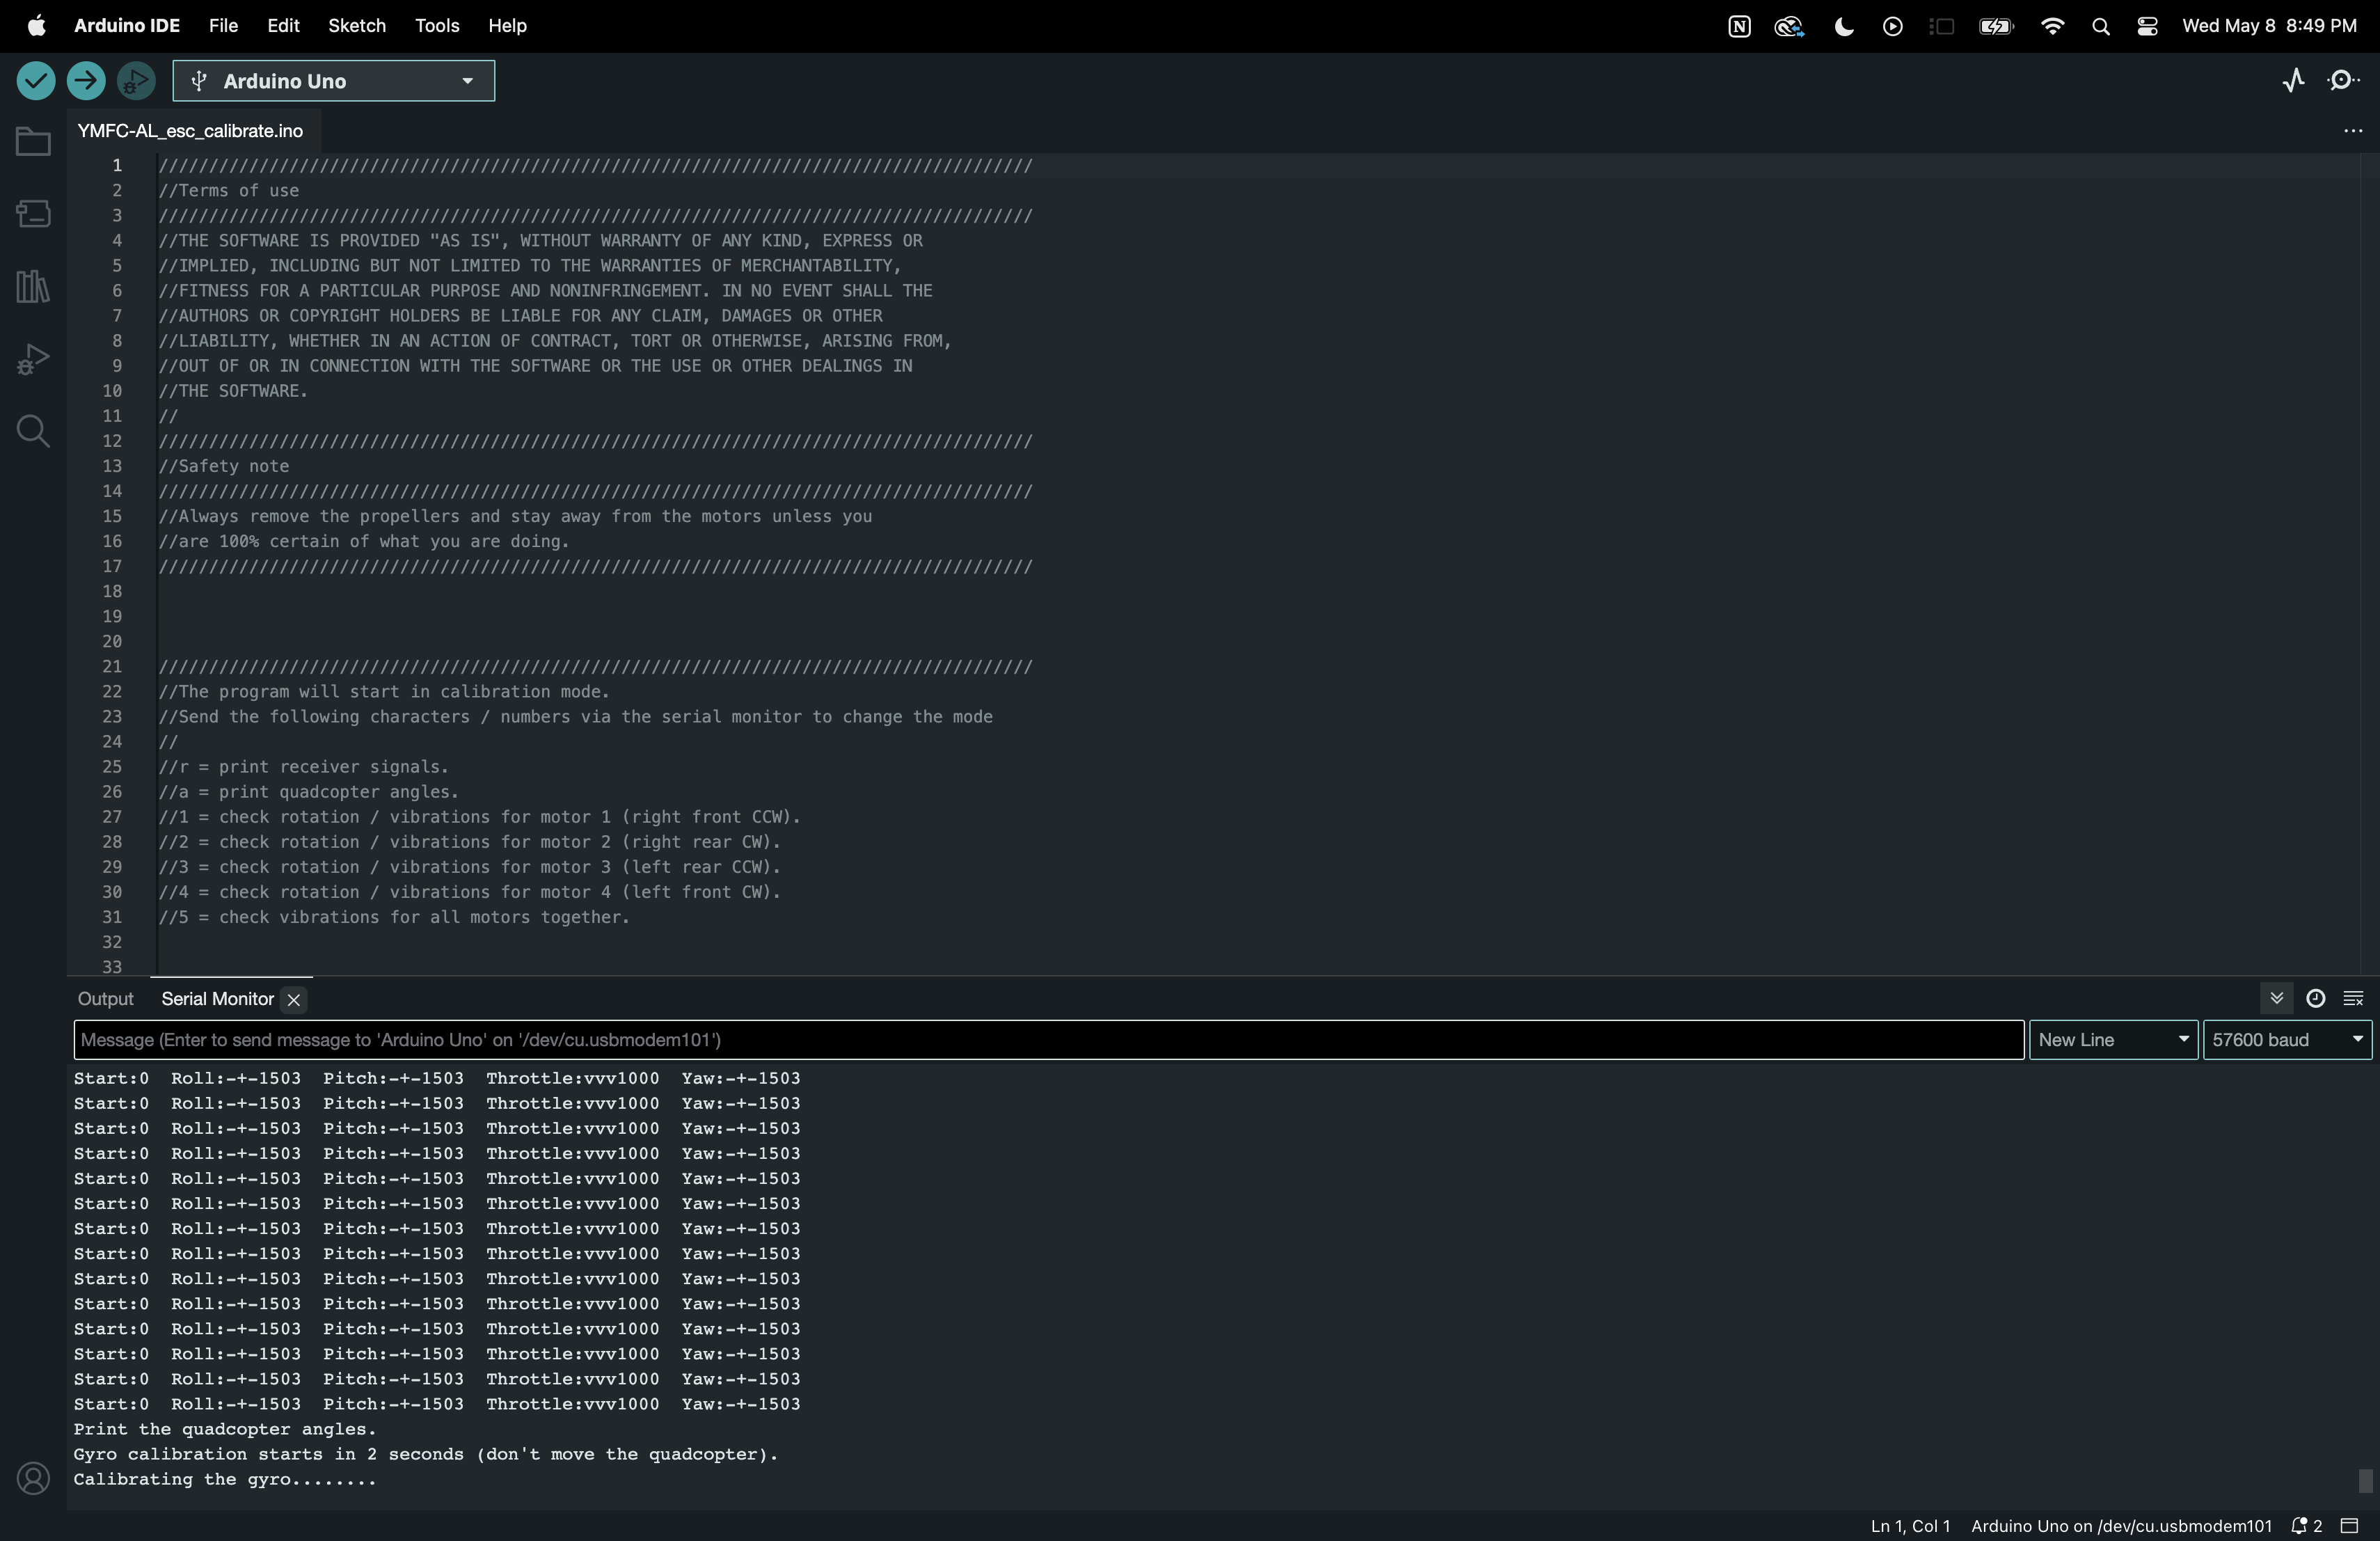 Arduino IDE File Edit Sketch Tools Help Wed May 8 8:49 PM
Arduino Uno
YMFC-AL_esc_calibrate.ino
1 ///////////////////////////////////////////////////////////////////////////////////////
2 //Terms of use
3 ///////////////////////////////////////////////////////////////////////////////////////
4 //THE SOFTWARE IS PROVIDED "AS IS", WITHOUT WARRANTY OF ANY KIND, EXPRESS OR
5 //IMPLIED, INCLUDING BUT NOT LIMITED TO THE WARRANTIES OF MERCHANTABILITY,
6 //FITNESS FOR A PARTICULAR PURPOSE AND NONINFRINGEMENT. IN NO EVENT SHALL THE
7 //AUTHORS OR COPYRIGHT HOLDERS BE LIABLE FOR ANY CLAIM, DAMAGES OR OTHER
8 //LIABILITY, WHETHER IN AN ACTION OF CONTRACT, TORT OR OTHERWISE, ARISING FROM,
9 //OUT OF OR IN CONNECTION WITH THE SOFTWARE OR THE USE OR OTHER DEALINGS IN
10 //THE SOFTWARE.
11 //
12 ///////////////////////////////////////////////////////////////////////////////////////
13 //Safety note
14 ///////////////////////////////////////////////////////////////////////////////////////
15 //Always remove the propellers and stay away from the motors unless you
16 //are 100% certain of what you are doing.
17 ///////////////////////////////////////////////////////////////////////////////////////
18
19
20
21 ///////////////////////////////////////////////////////////////////////////////////////
22 //The program will start in calibration mode.
23 //Send the following characters / numbers via the serial monitor to change the mode
24 //
25 //r = print receiver signals.
26 //a = print quadcopter angles.
27 //1 = check rotation / vibrations for motor 1 (right front CCW).
28 //2 = check rotation / vibrations for motor 2 (right rear CW).
29 //3 = check rotation / vibrations for motor 3 (left rear CCW).
30 //4 = check rotation / vibrations for motor 4 (left front CW).
31 //5 = check vibrations for all motors together.
32
33
Output Serial Monitor
Message (Enter to send message to 'Arduino Uno' on '/dev/cu.usbmodem101') New Line 57600 baud
Start:0 Roll:-+-1503 Pitch:-+-1503 Throttle:vvv1000 Yaw:-+-1503
Start:0 Roll:-+-1503 Pitch:-+-1503 Throttle:vvv1000 Yaw:-+-1503
Start:0 Roll:-+-1503 Pitch:-+-1503 Throttle:vvv1000 Yaw:-+-1503
Start:0 Roll:-+-1503 Pitch:-+-1503 Throttle:vvv1000 Yaw:-+-1503
Start:0 Roll:-+-1503 Pitch:-+-1503 Throttle:vvv1000 Yaw:-+-1503
Start:0 Roll:-+-1503 Pitch:-+-1503 Throttle:vvv1000 Yaw:-+-1503
Start:0 Roll:-+-1503 Pitch:-+-1503 Throttle:vvv1000 Yaw:-+-1503
Start:0 Roll:-+-1503 Pitch:-+-1503 Throttle:vvv1000 Yaw:-+-1503
Start:0 Roll:-+-1503 Pitch:-+-1503 Throttle:vvv1000 Yaw:-+-1503
Start:0 Roll:-+-1503 Pitch:-+-1503 Throttle:vvv1000 Yaw:-+-1503
Start:0 Roll:-+-1503 Pitch:-+-1503 Throttle:vvv1000 Yaw:-+-1503
Start:0 Roll:-+-1503 Pitch:-+-1503 Throttle:vvv1000 Yaw:-+-1503
Start:0 Roll:-+-1503 Pitch:-+-1503 Throttle:vvv1000 Yaw:-+-1503
Start:0 Roll:-+-1503 Pitch:-+-1503 Throttle:vvv1000 Yaw:-+-1503
Print the quadcopter angles.
Gyro calibration starts in 2 seconds (don't move the quadcopter).
Calibrating the gyro........
Ln 1, Col 1 Arduino Uno on /dev/cu.usbmodem101 2